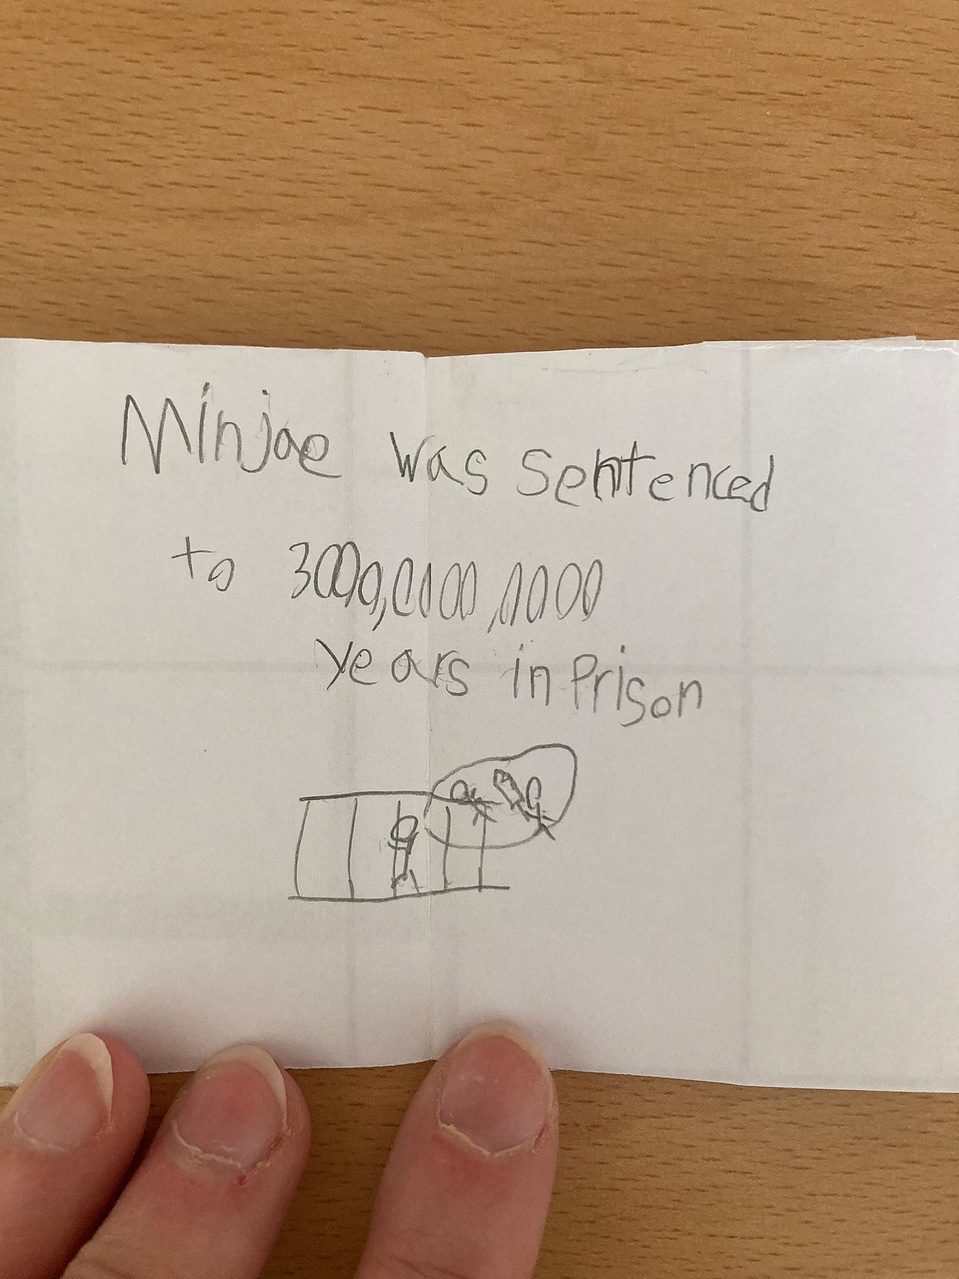 Minjae was sentenced
to 3000,0000,0000
years in Prison